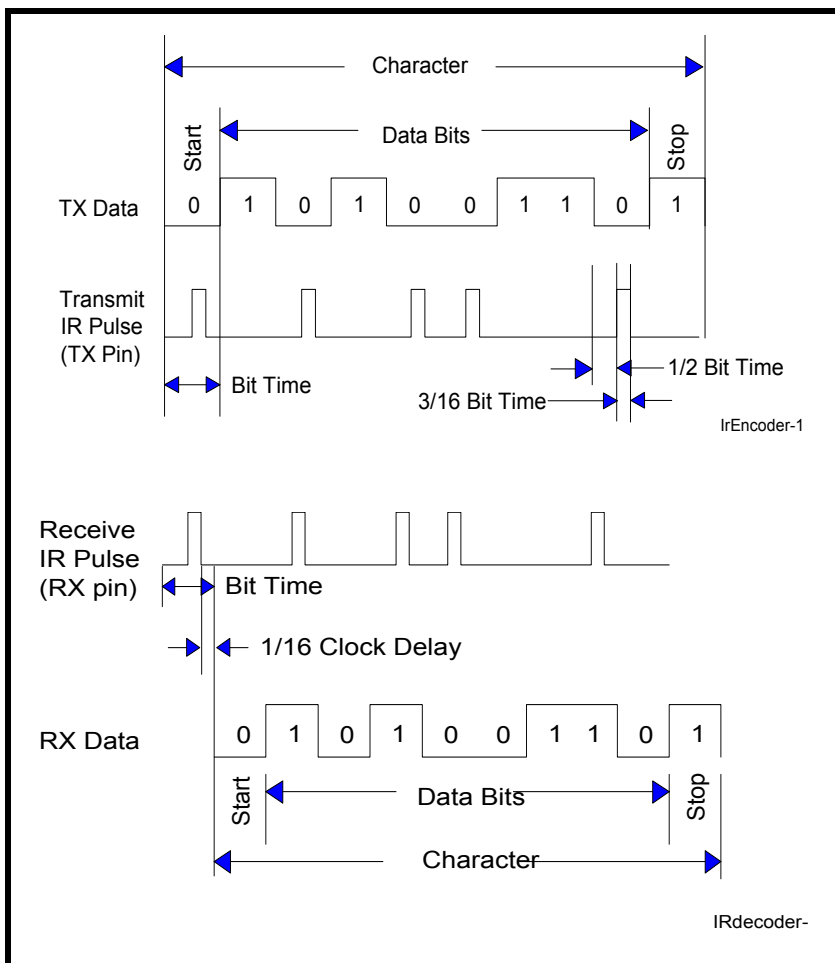 Character
Start
Data Bits
Stop
TX Data
0 1 0 1 0 0 1 1 0 1
Transmit
IR Pulse
(TX Pin)
Bit Time
1/2 Bit Time
3/16 Bit Time
IrEncoder-1
Receive
IR Pulse
(RX pin)
Bit Time
1/16 Clock Delay
RX Data
0 1 0 1 0 0 1 1 0 1
Start
Data Bits
Stop
Character
IRdecoder-